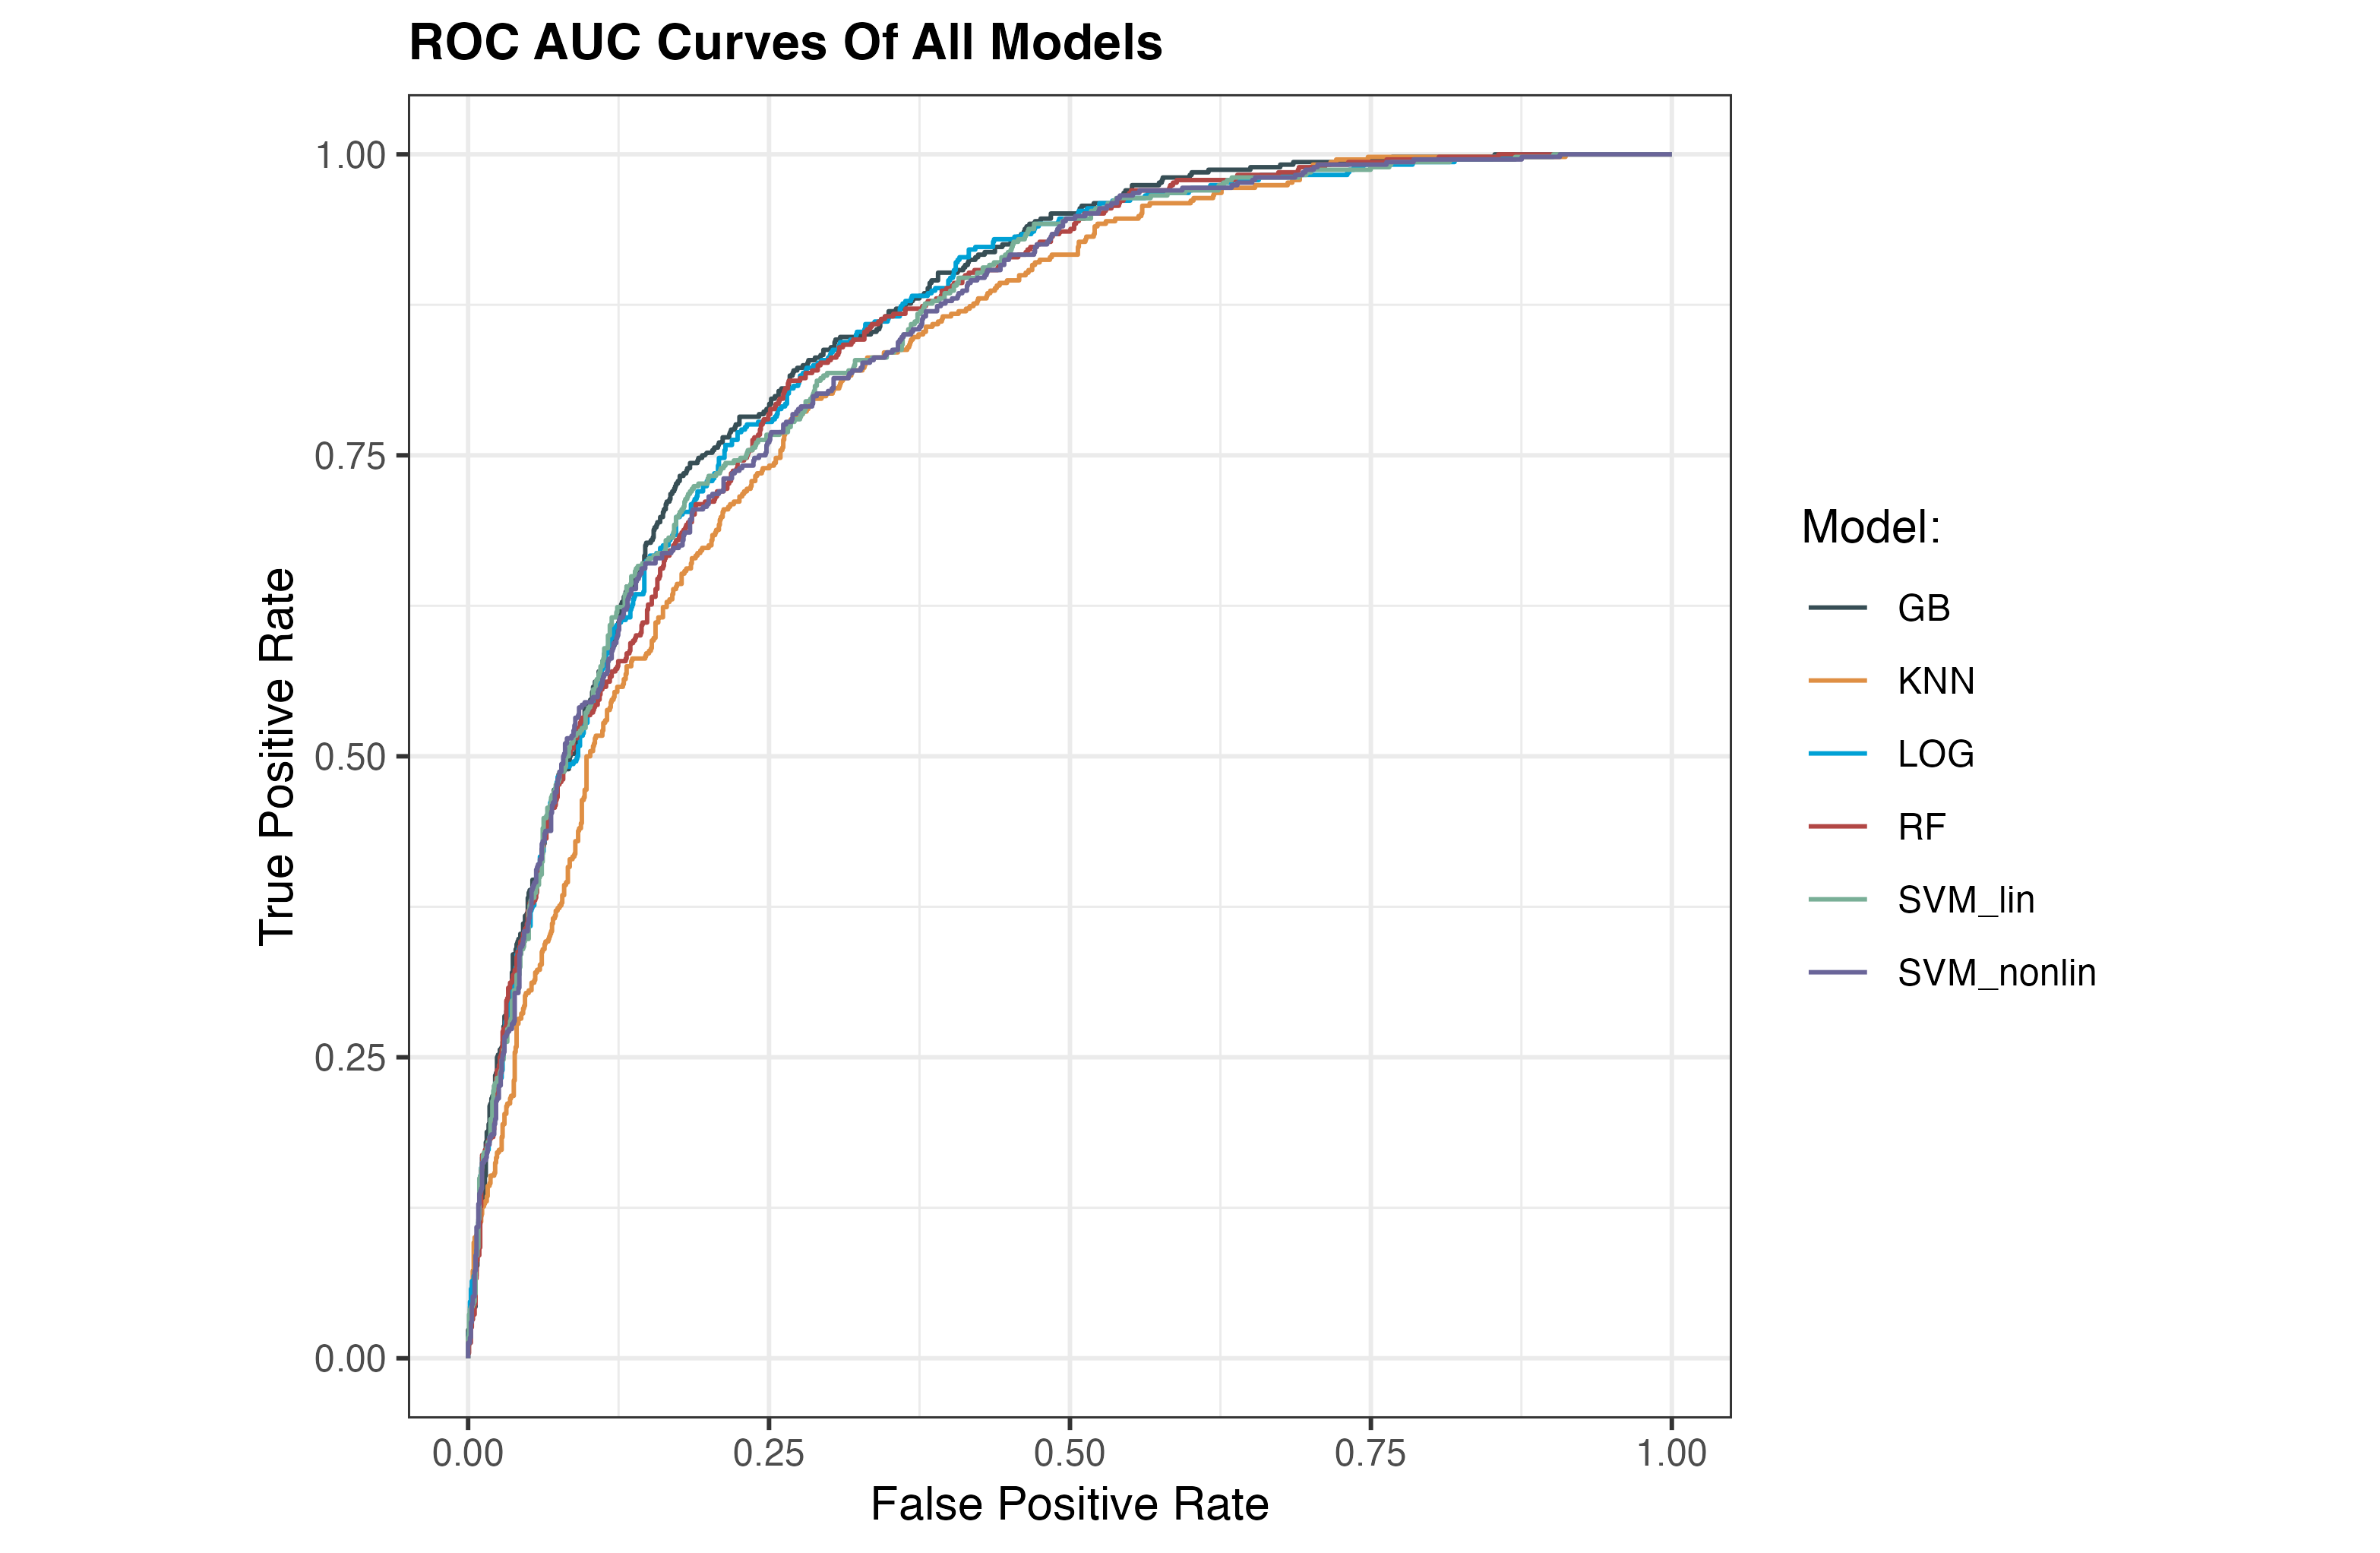 ROC AUC Curves Of All Models
1.00
0.75
0.50
0.25
0.00
True Positive Rate
0.00 0.25 0.50 0.75 1.00
False Positive Rate
Model:
GB
KNN
LOG
RF
SVM_lin
SVM_nonlin